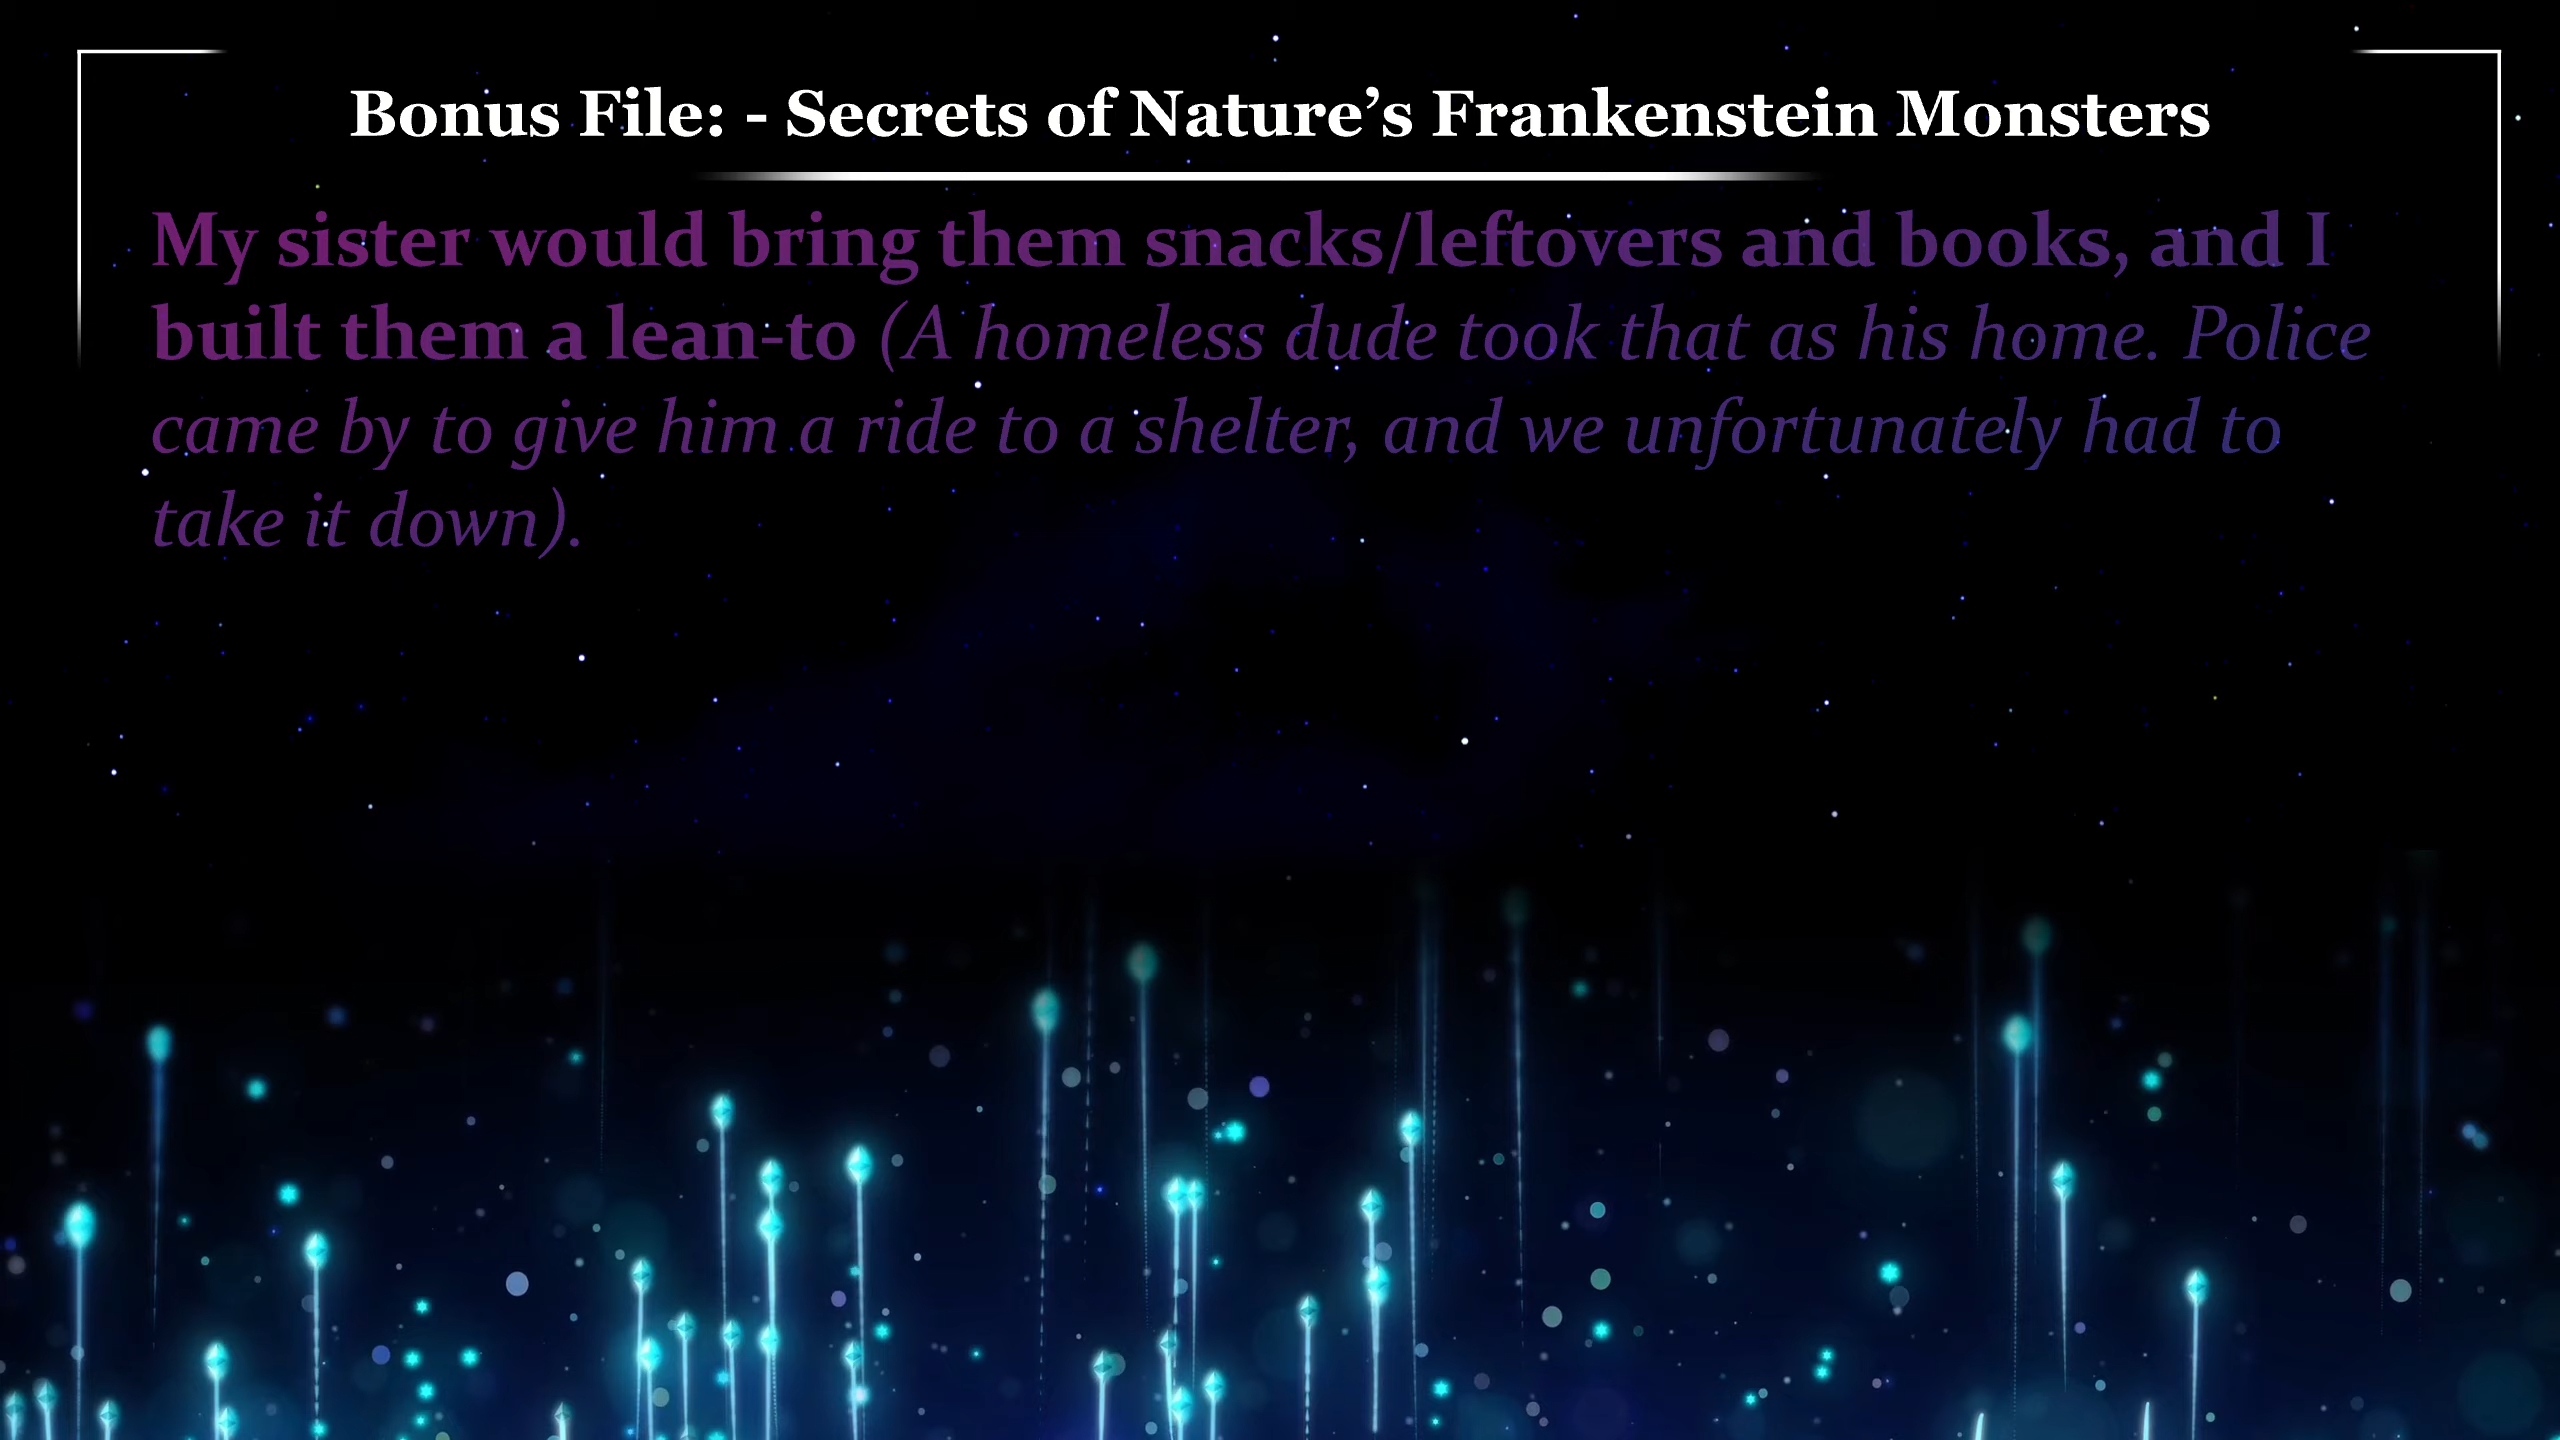 Bonus File: - Secrets of Nature’s Frankenstein Monsters
My sister would bring them snacks/leftovers and books, and I
built them a lean-to (A homeless dude took that as his home. Police
came by to give him a ride to a shelter, and we unfortunately had to
take it down).